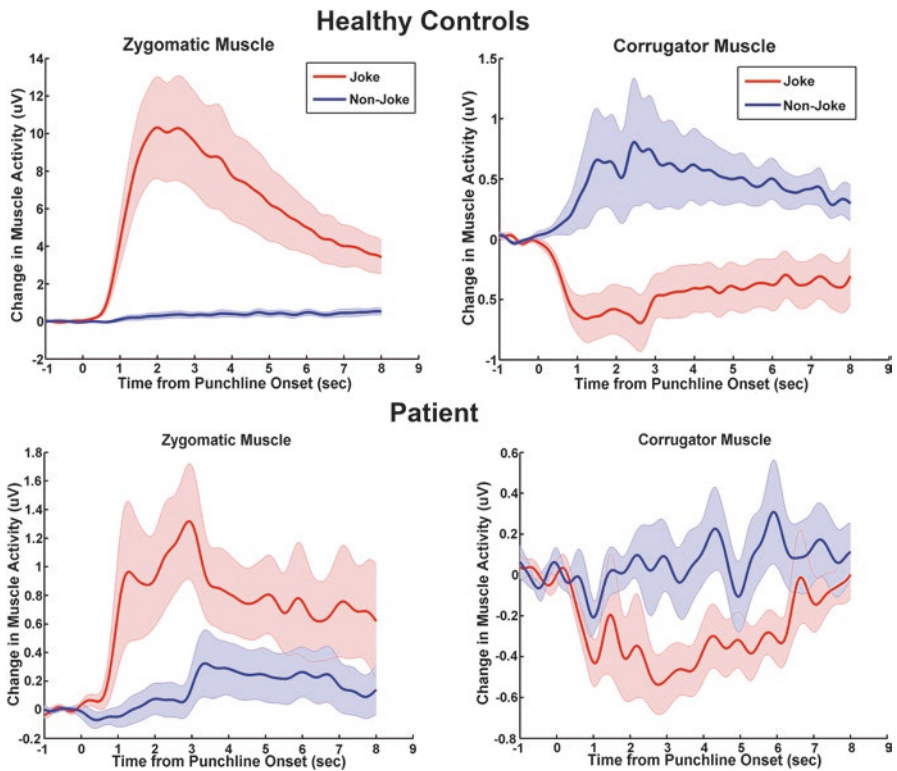 Healthy Controls
Zygomatic Muscle
Corrugator Muscle
Joke
Non-Joke
Joke
Non-Joke
Change in Muscle Activity (uV)
14
12
10
8
6
4
2
0
-2
-1 0 1 2 3 4 5 6 7 8 9
Time from Punchline Onset (sec)
Change in Muscle Activity (uV)
1.5
1
0.5
0
0.5
-1
-1 0 1 2 3 4 5 6 7 8 9
Time from Punchline Onset (sec)
Patient
Zygomatic Muscle
Corrugator Muscle
Change in Muscle Activity (uV)
1.8
1.4
1
0.6
0.4
0.2
0
-0.2
-1 0 1 2 3 4 5 6 7 8 9
Time from Punchline Onset (sec)
Change in Muscle Activity (uV)
0.6
0.4
0.2
0
-0.2
-0.4
-0.6
-0.8
-1 0 1 2 3 4 5 6 7 8 9
Time from Punchline Onset (sec)